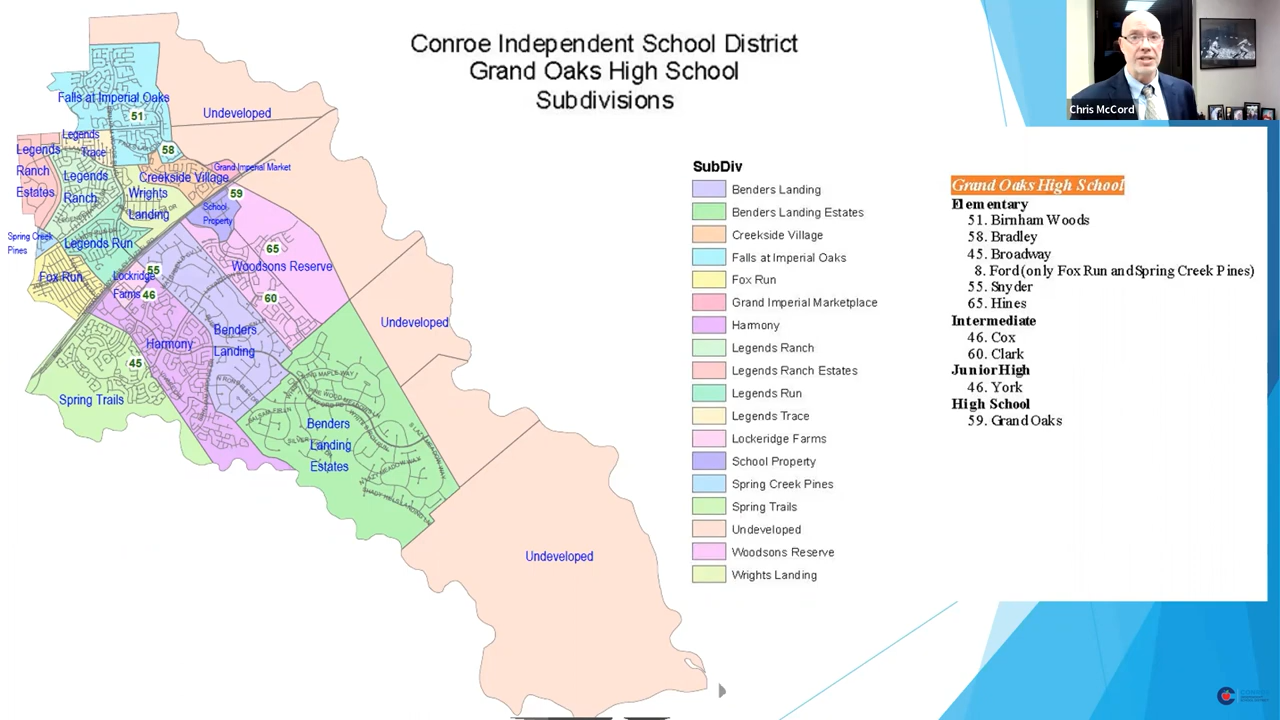 Conroe Independent School District
Grand Oaks High School
Subdivisions
Chris McCord
Falls at Imperial Oaks
51
Undeveloped
Legends
Trace
58
Legends
Ranch
Estates
Legends
Ranch
Grand Imperial Market
Creekside Village
Wrights
Landing
59
School
Property
Spring Creek
Pines
Legends Run
65
Woodsons Reserve
Fox Run
55
Lockridge
Farms
46
60
Undeveloped
Benders
Landing
Harmony
45
Spring Trails
Benders
Landing
Estates
Undeveloped
SubDiv
Benders Landing
Benders Landing Estates
Creekside Village
Falls at Imperial Oaks
Fox Run
Grand Imperial Marketplace
Harmony
Legends Ranch
Legends Ranch Estates
Legends Run
Legends Trace
Lockeridge Farms
School Property
Spring Creek Pines
Spring Trails
Undeveloped
Woodsons Reserve
Wrights Landing
Grand Oaks High School
Elementary
51. Birnham Woods
58. Bradley
45. Broadway
8. Ford (only Fox Run and Spring Creek Pines)
55. Snyder
65. Hines
Intermediate
46. Cox
60. Clark
Junior High
46. York
High School
59. Grand Oaks